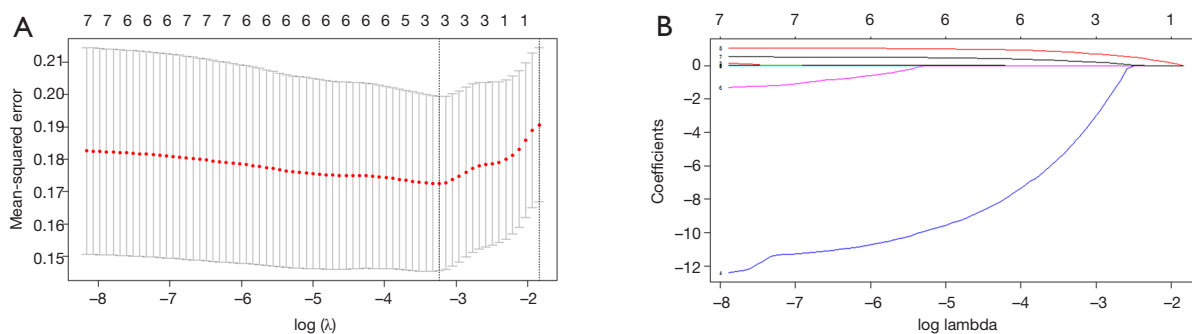 A
7 7 6 6 7 7 6 6 6 6 6 6 6 5 3 3 3 3 1 1
0.21
0.20
0.19
0.18
0.17
0.16
0.15
Mean-squared error
–8 –7 –6 –5 –4 –3 –2
log (λ)
B
7 7 6 6 6 3 1
0
–2
–4
–6
–8
–10
–12
Coefficients
8
7
6
4
–8 –7 –6 –5 –4 –3 –2
log lambda